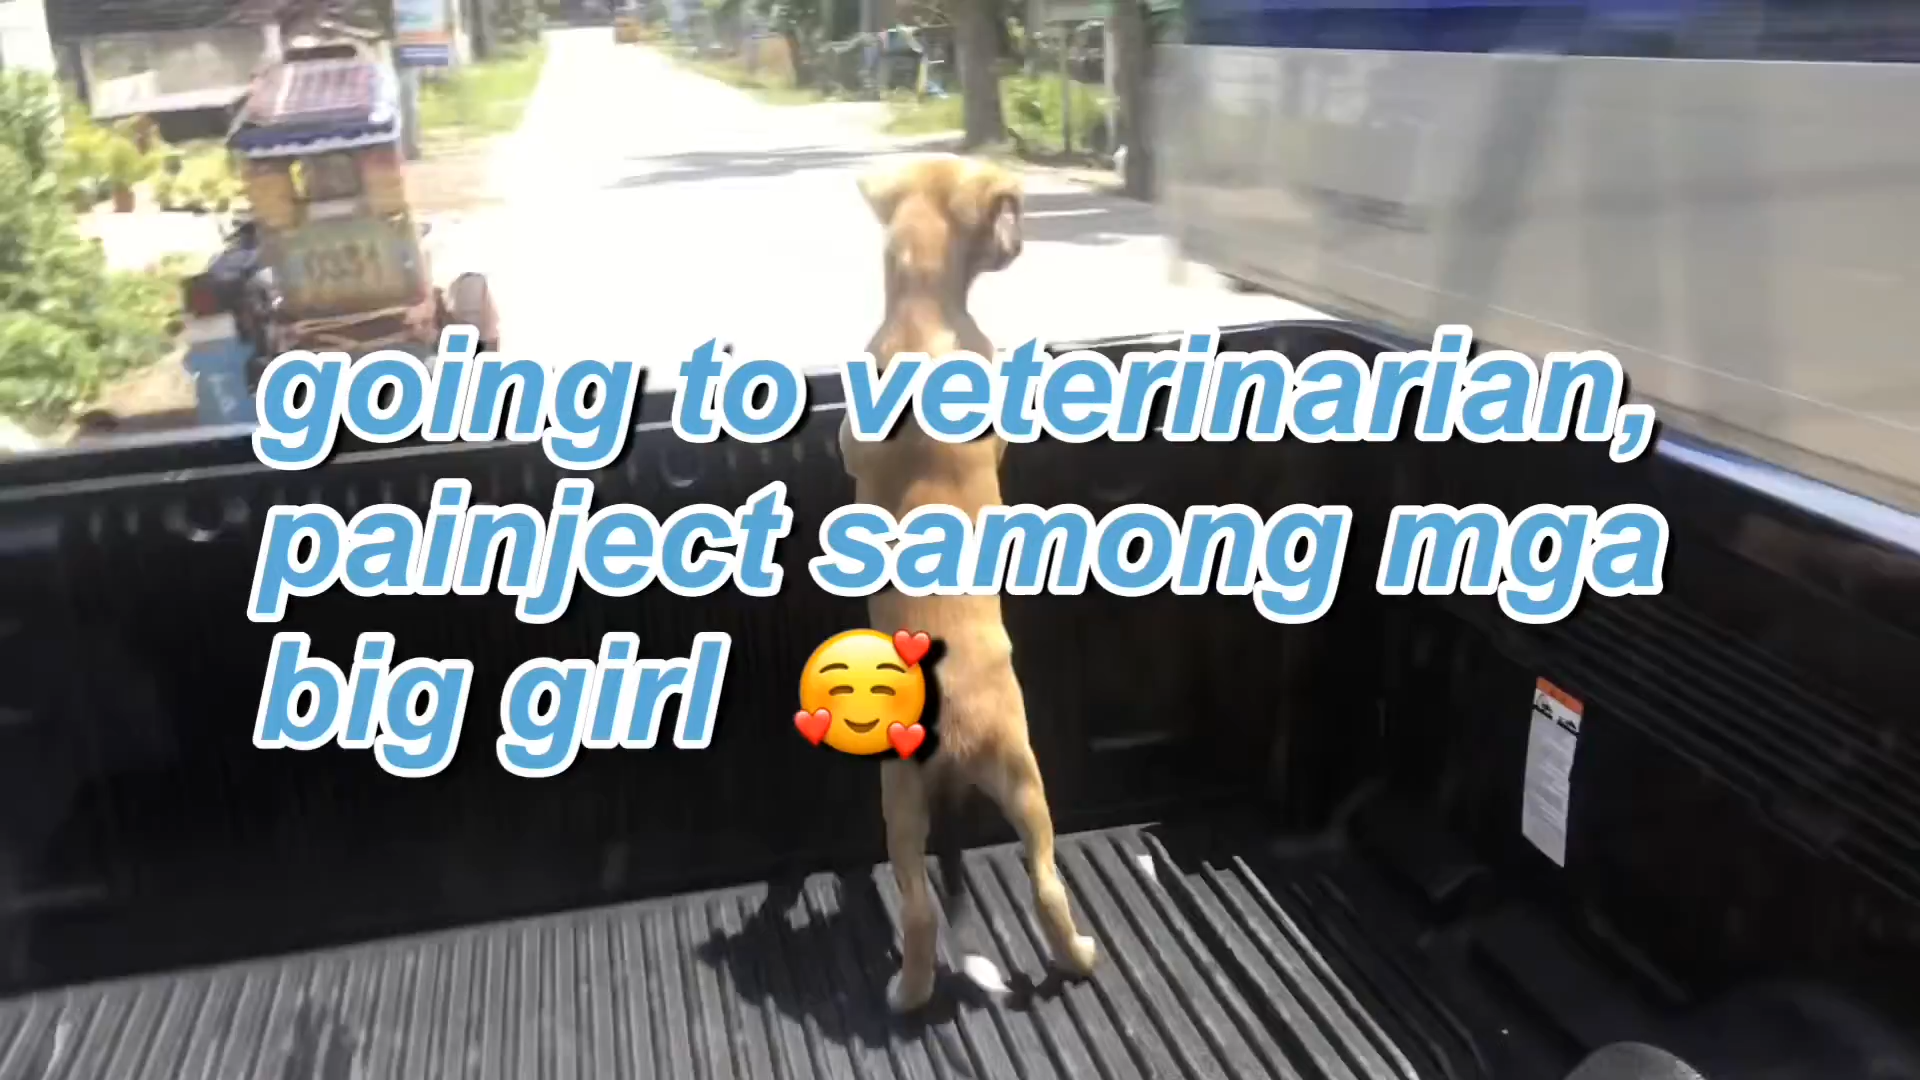 going to veterinarian,
painject samong mga
big girl 🥰